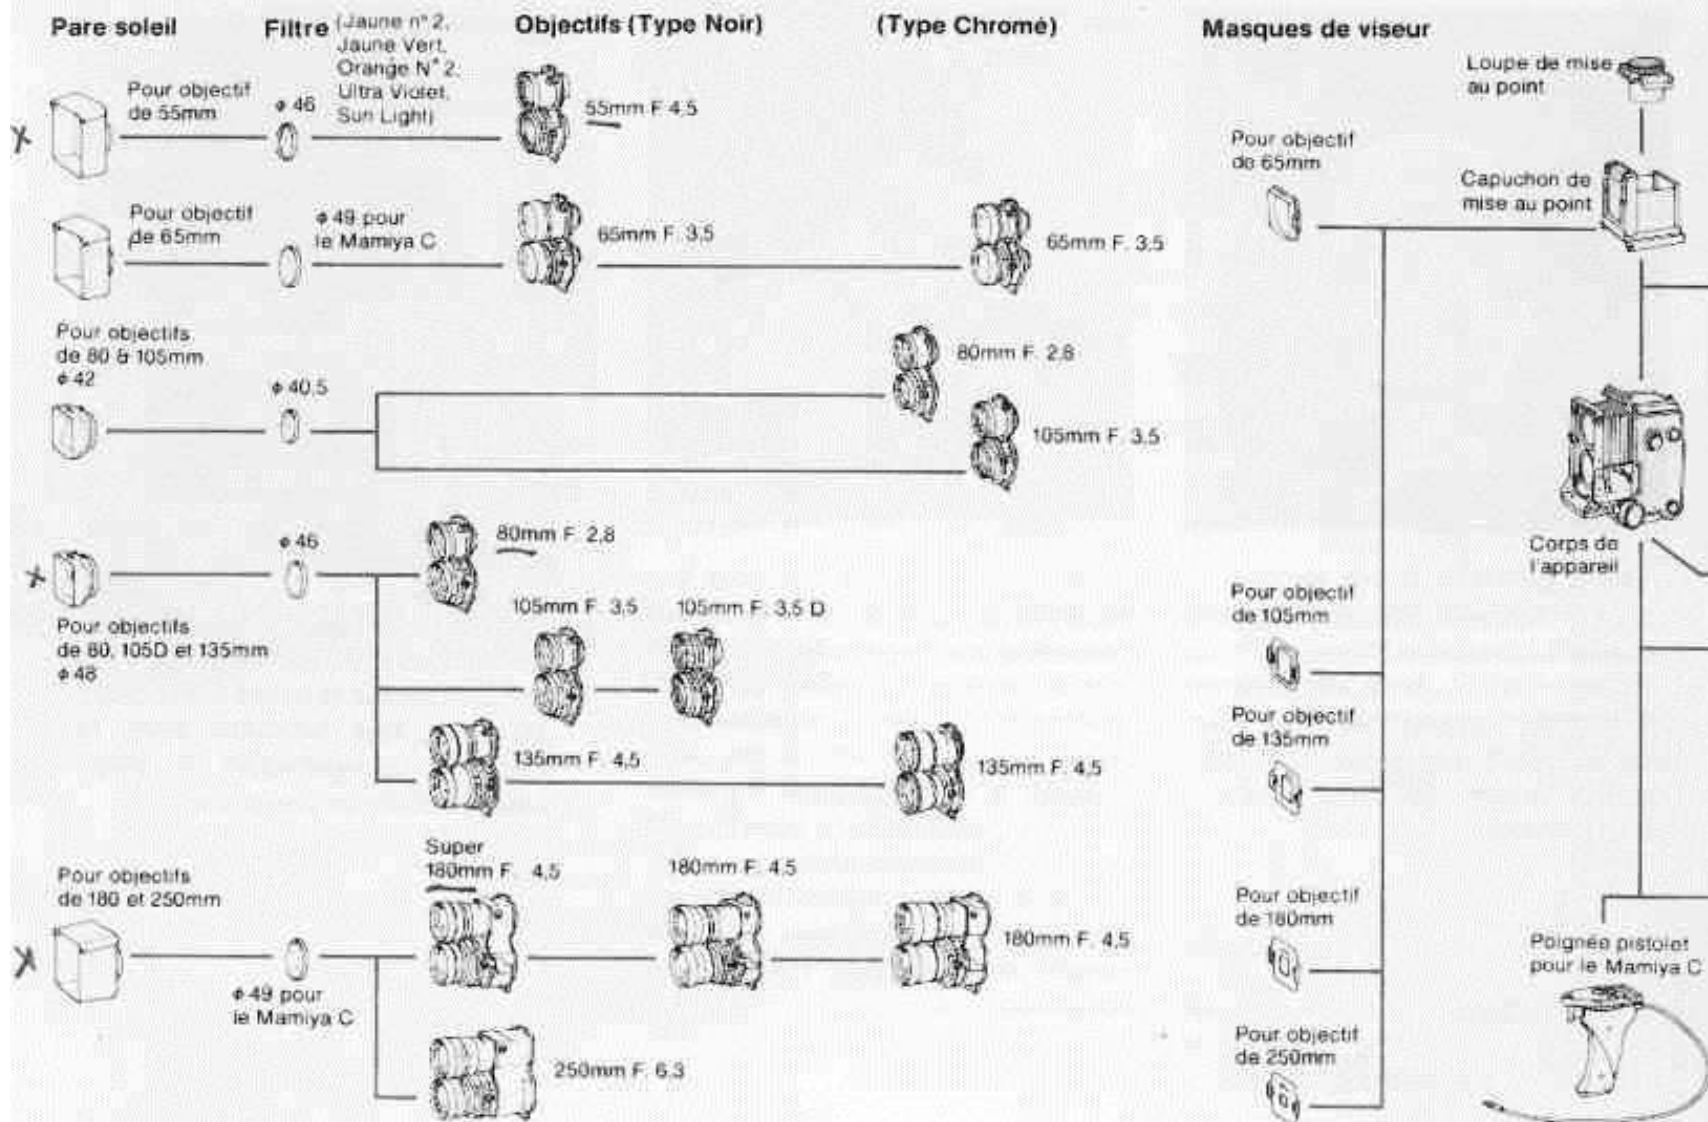 Pare soleil
Filtre (Jaune n° 2,
Jaune Vert,
Orange N° 2,
Ultra Violet,
Sun Light)
Objectifs (Type Noir)
(Type Chromé)
Masques de viseur
Pour objectif
de 55mm
ϕ 46
55mm F 4,5
Pour objectif
de 65mm
ϕ 49 pour
le Mamiya C
65mm F. 3,5
65mm F. 3,5
Pour objectifs
de 80 & 105mm
ϕ 42
ϕ 40,5
80mm F. 2,8
105mm F. 3,5
ϕ 46
80mm F 2,8
Pour objectifs
de 80, 105D et 135mm
ϕ 48
105mm F. 3,5
105mm F. 3,5 D
135mm F. 4,5
135mm F. 4,5
Pour objectifs
de 180 et 250mm
ϕ 49 pour
le Mamiya C
Super
180mm F. 4,5
180mm F. 4,5
180mm F. 4,5
250mm F. 6,3
Loupe de mise
au point
Pour objectif
de 65mm
Capuchon de
mise au point
Corps de
l'appareil
Pour objectif
de 105mm
Pour objectif
de 135mm
Pour objectif
de 180mm
Pour objectif
de 250mm
Poignée pistolet
pour le Mamiya C